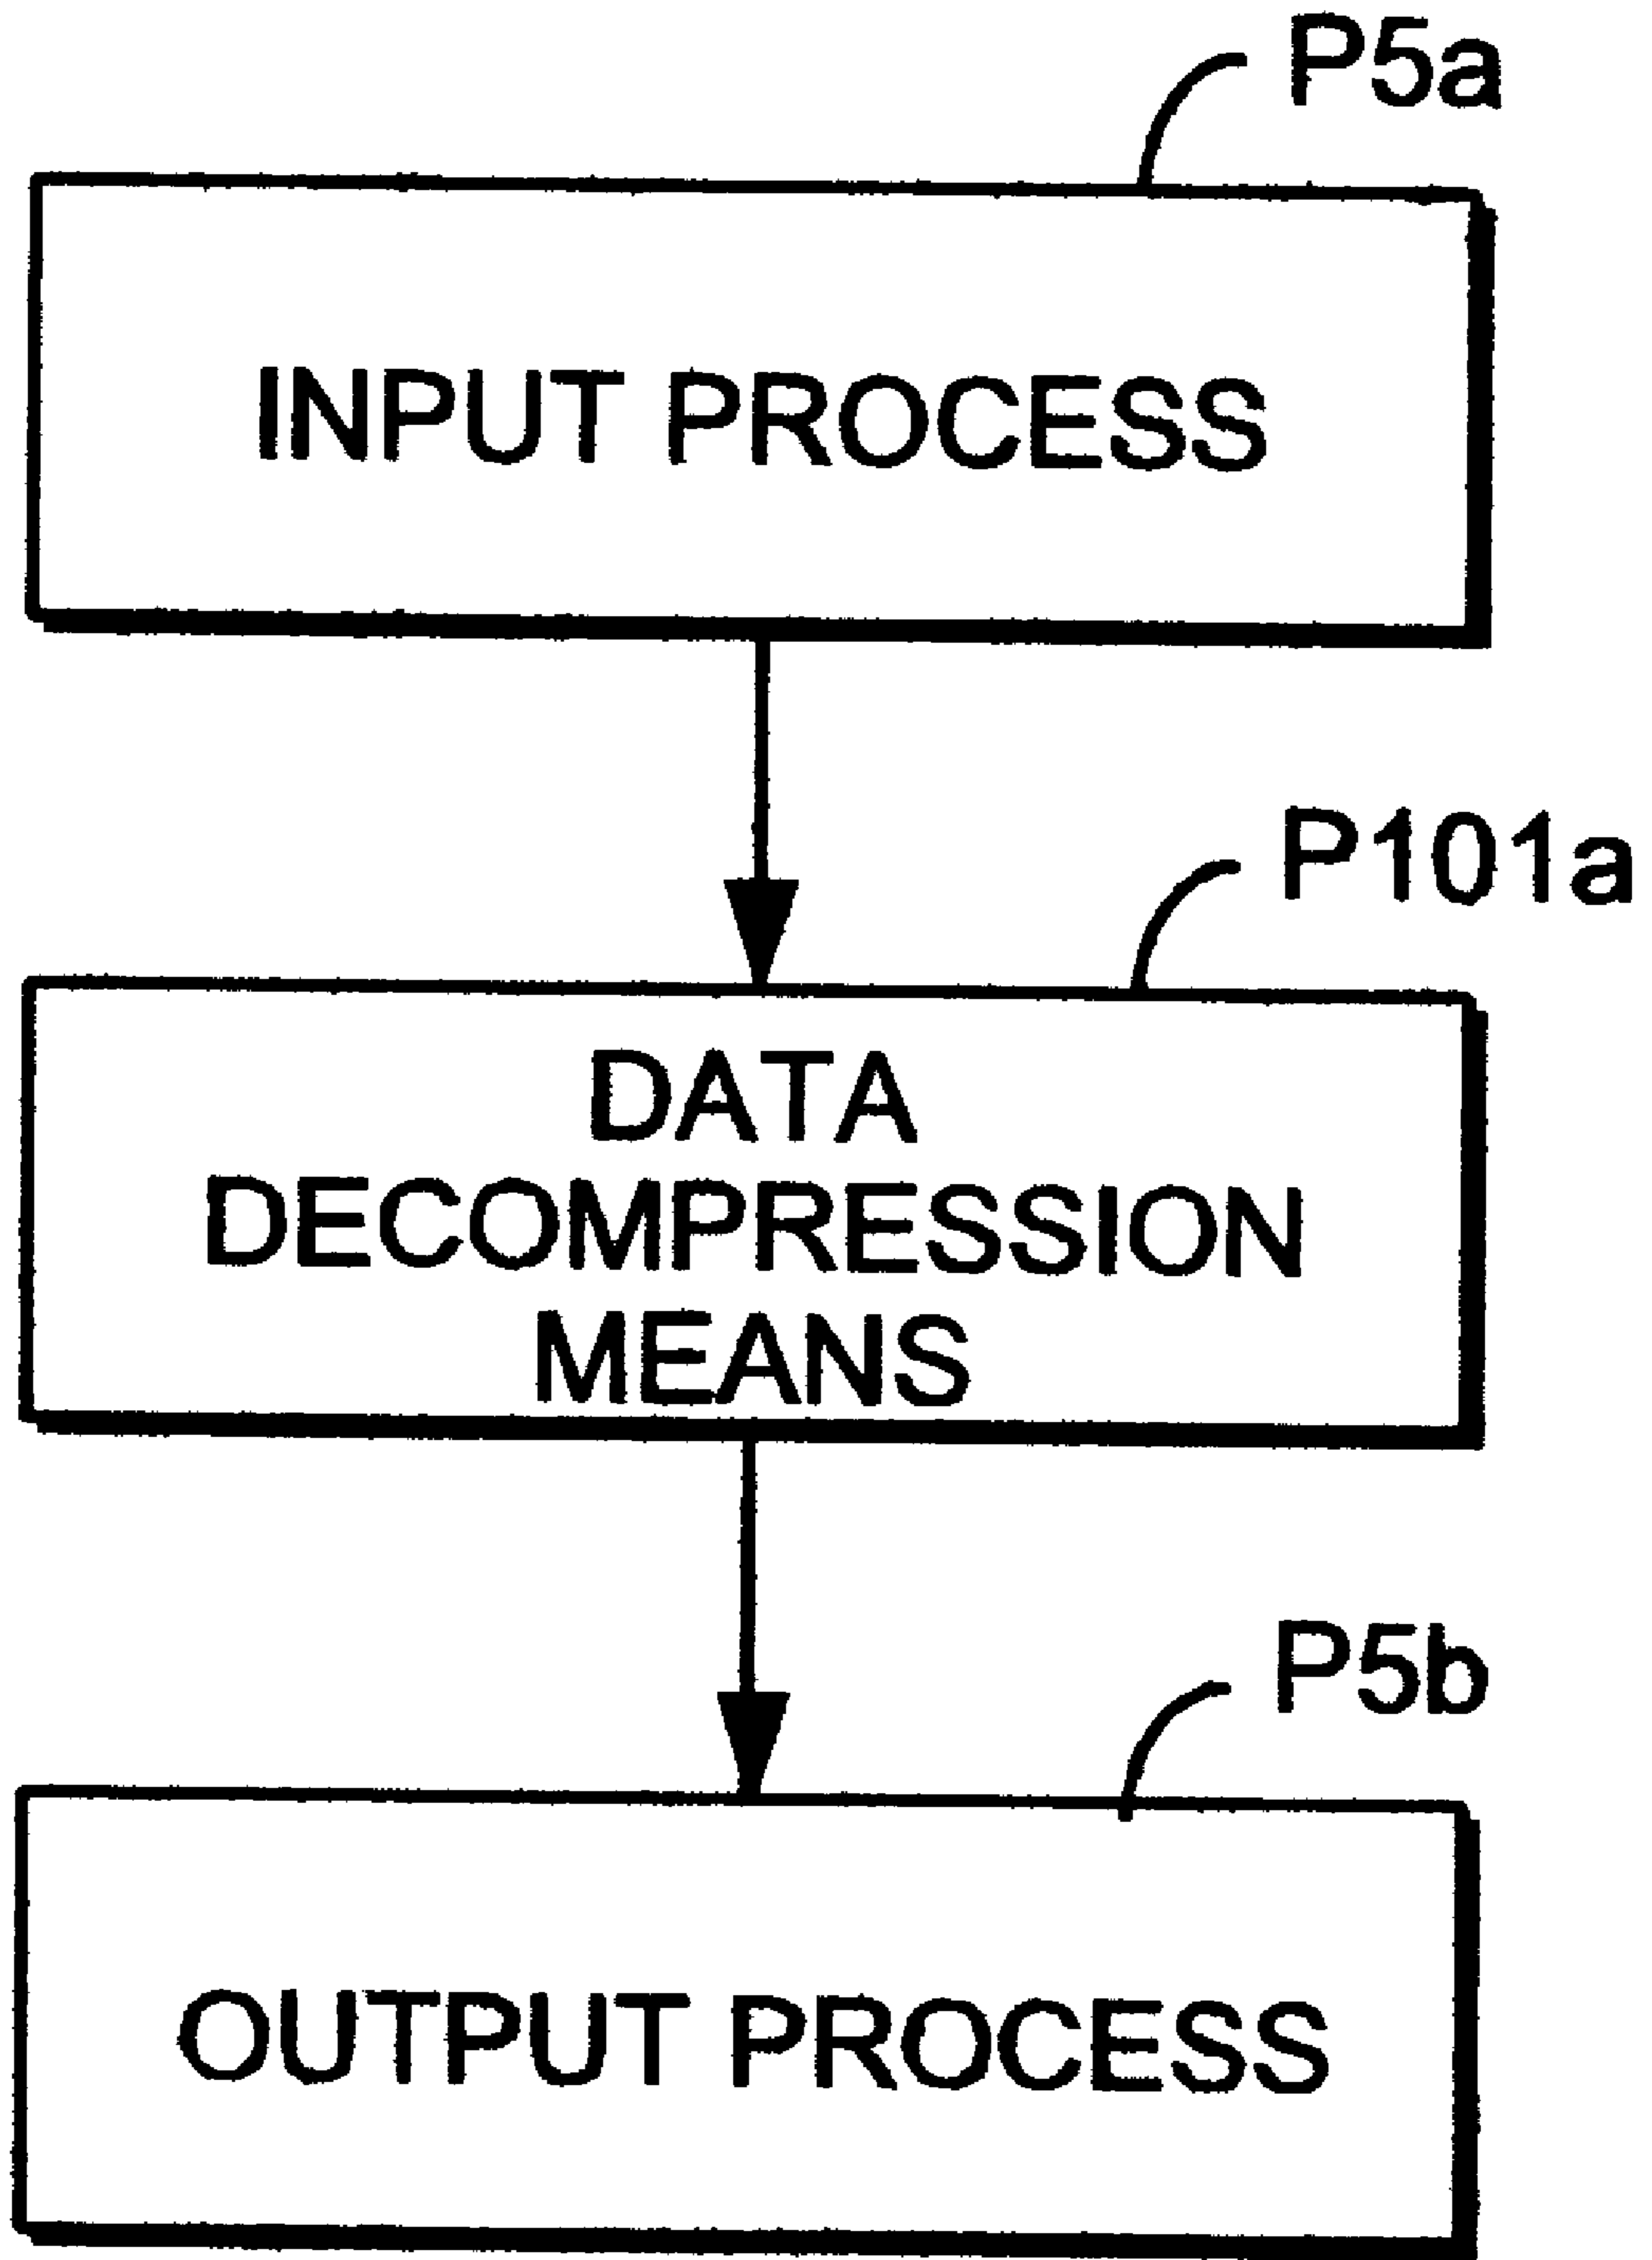 P5a
INPUT PROCESS
P101a
DATA
DECOMPRESSION
MEANS
P5b
OUTPUT PROCESS